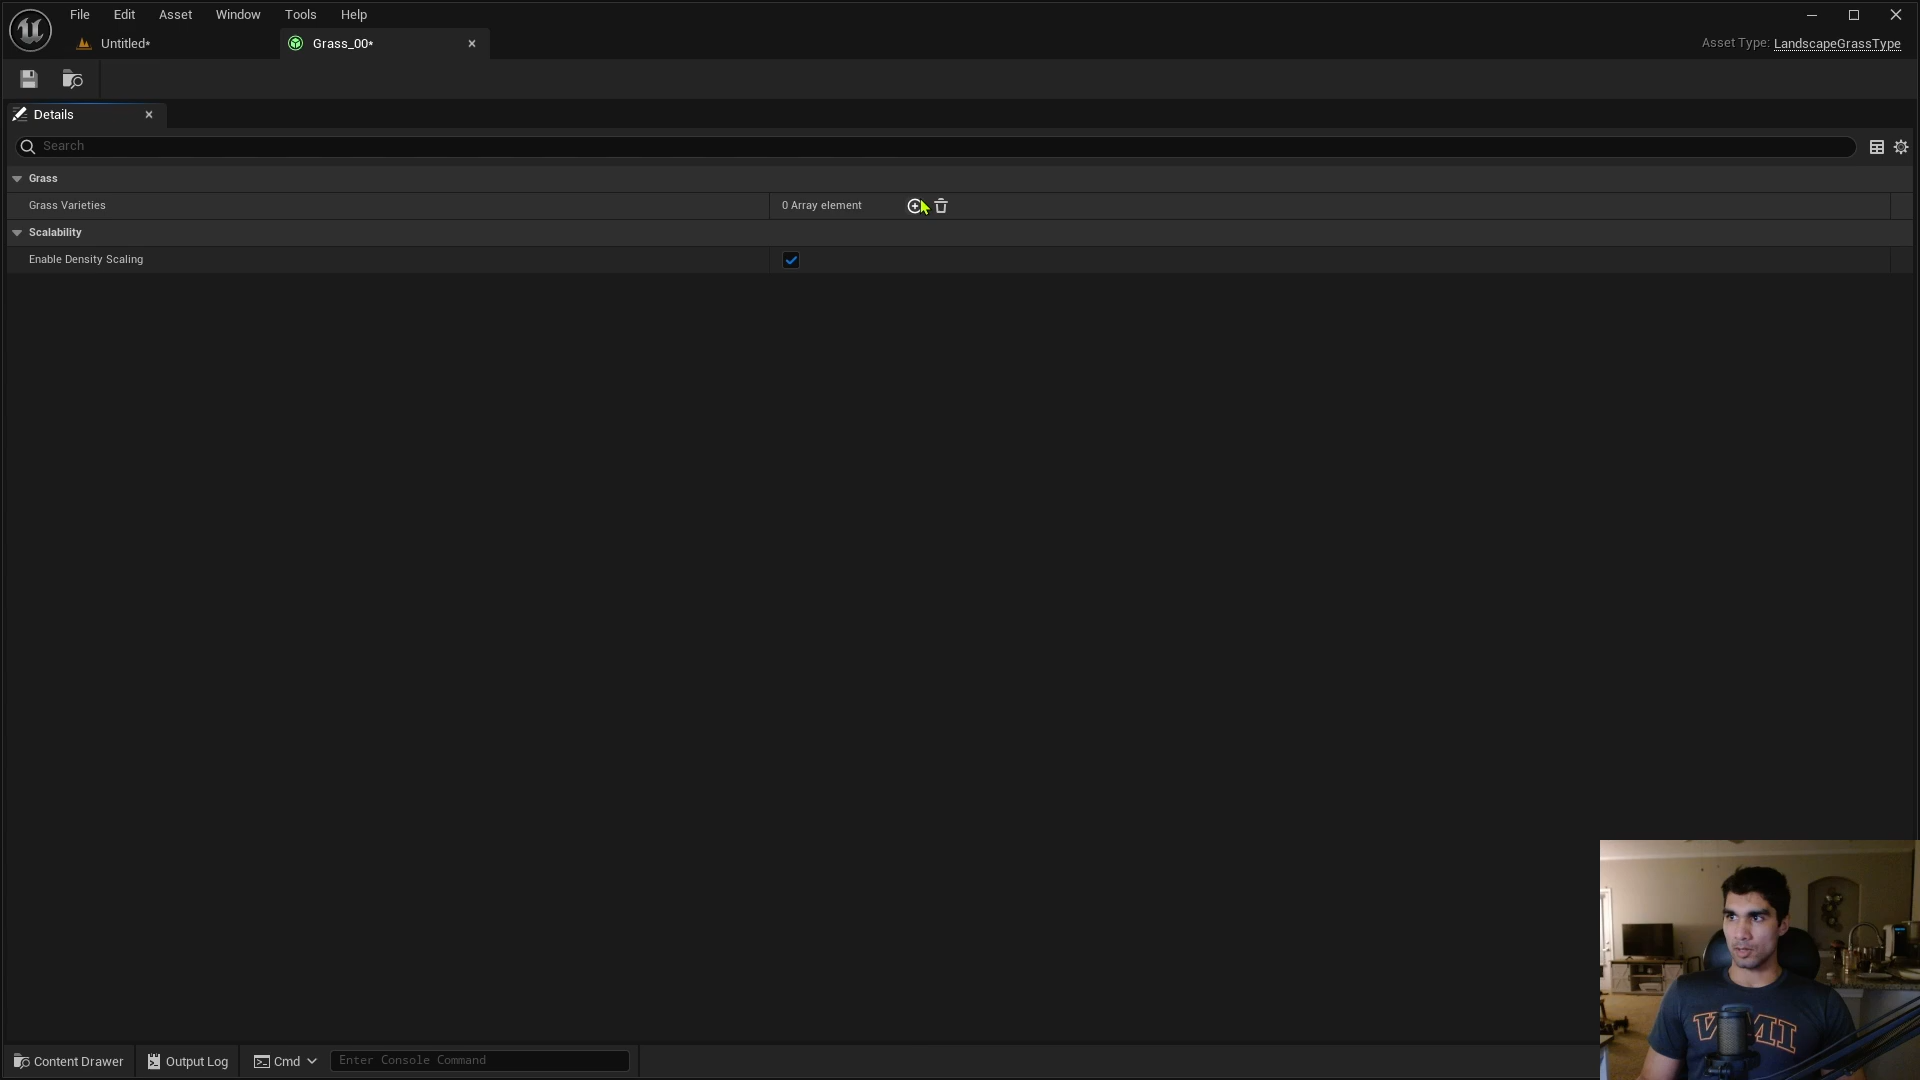 File Edit Asset Window Tools Help
Untitled*
Grass_00*
Asset Type: LandscapeGrassType
Details
Search
Grass
Grass Varieties
0 Array element
Scalability
Enable Density Scaling
VMI
Content Drawer
Output Log
Cmd
Enter Console Command